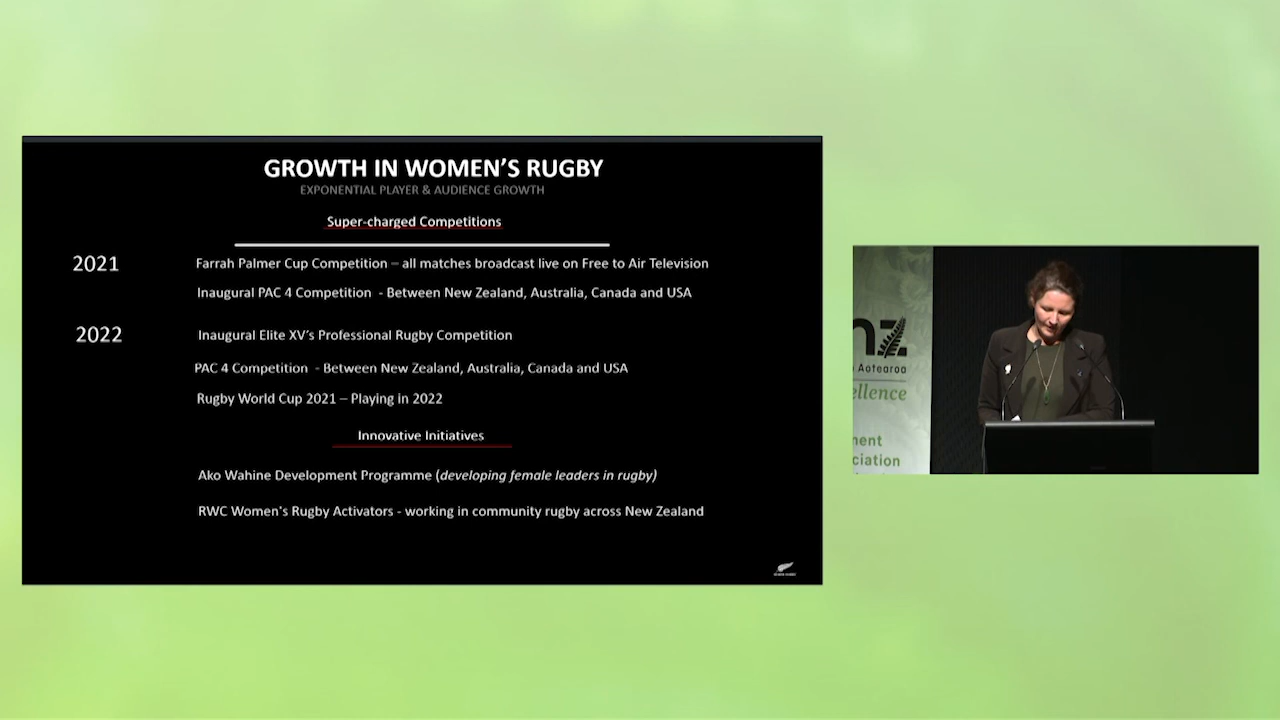 GROWTH IN WOMEN'S RUGBY
EXPONENTIAL PLAYER & AUDIENCE GROWTH
Super-charged Competitions
2021
Farrah Palmer Cup Competition – all matches broadcast live on Free to Air Television
Inaugural PAC 4 Competition - Between New Zealand, Australia, Canada and USA
2022
Inaugural Elite XV's Professional Rugby Competition
PAC 4 Competition - Between New Zealand, Australia, Canada and USA
Rugby World Cup 2021 – Playing in 2022
Innovative Initiatives
Ako Wahine Development Programme (developing female leaders in rugby)
RWC Women's Rugby Activators - working in community rugby across New Zealand
nz
Aotearoa
ellence
ment
ciation